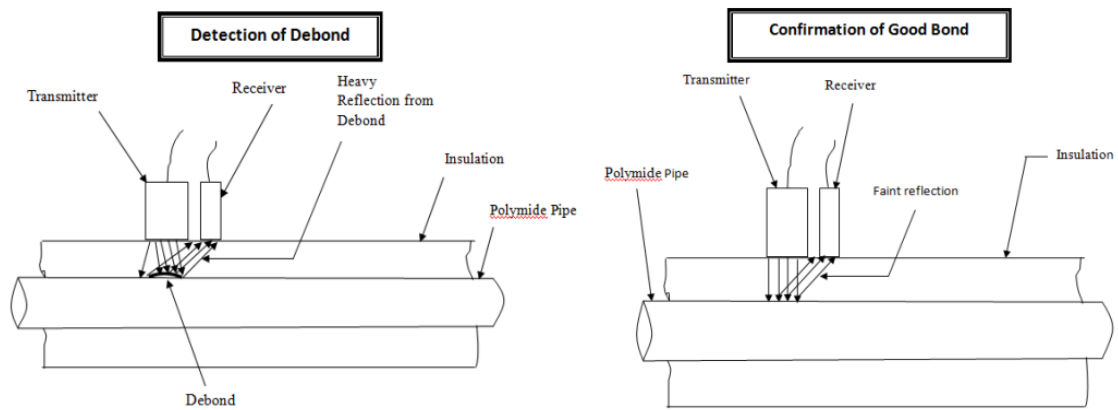 Detection of Debond
Transmitter
Receiver
Heavy
Reflection from
Debond
Insulation
Polymide Pipe
Debond
Confirmation of Good Bond
Transmitter
Receiver
Polymide Pipe
Faint reflection
Insulation